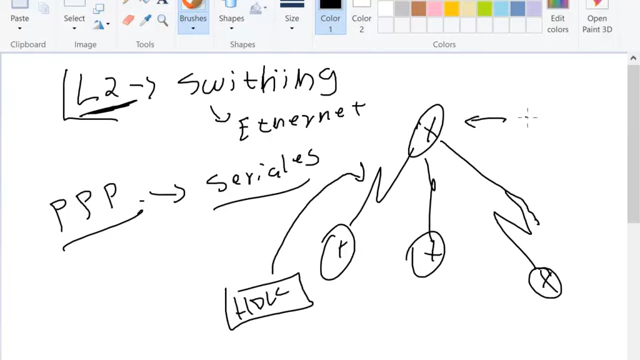 Paste
Select
Brushes
Shapes
Size
Color 1
Color 2
Edit colors
Open Paint 3D
Clipboard
Image
Tools
Shapes
Colors
L2 → Swithing
Ethernet
PPP → Seriales
X
X
X
X
HDLC